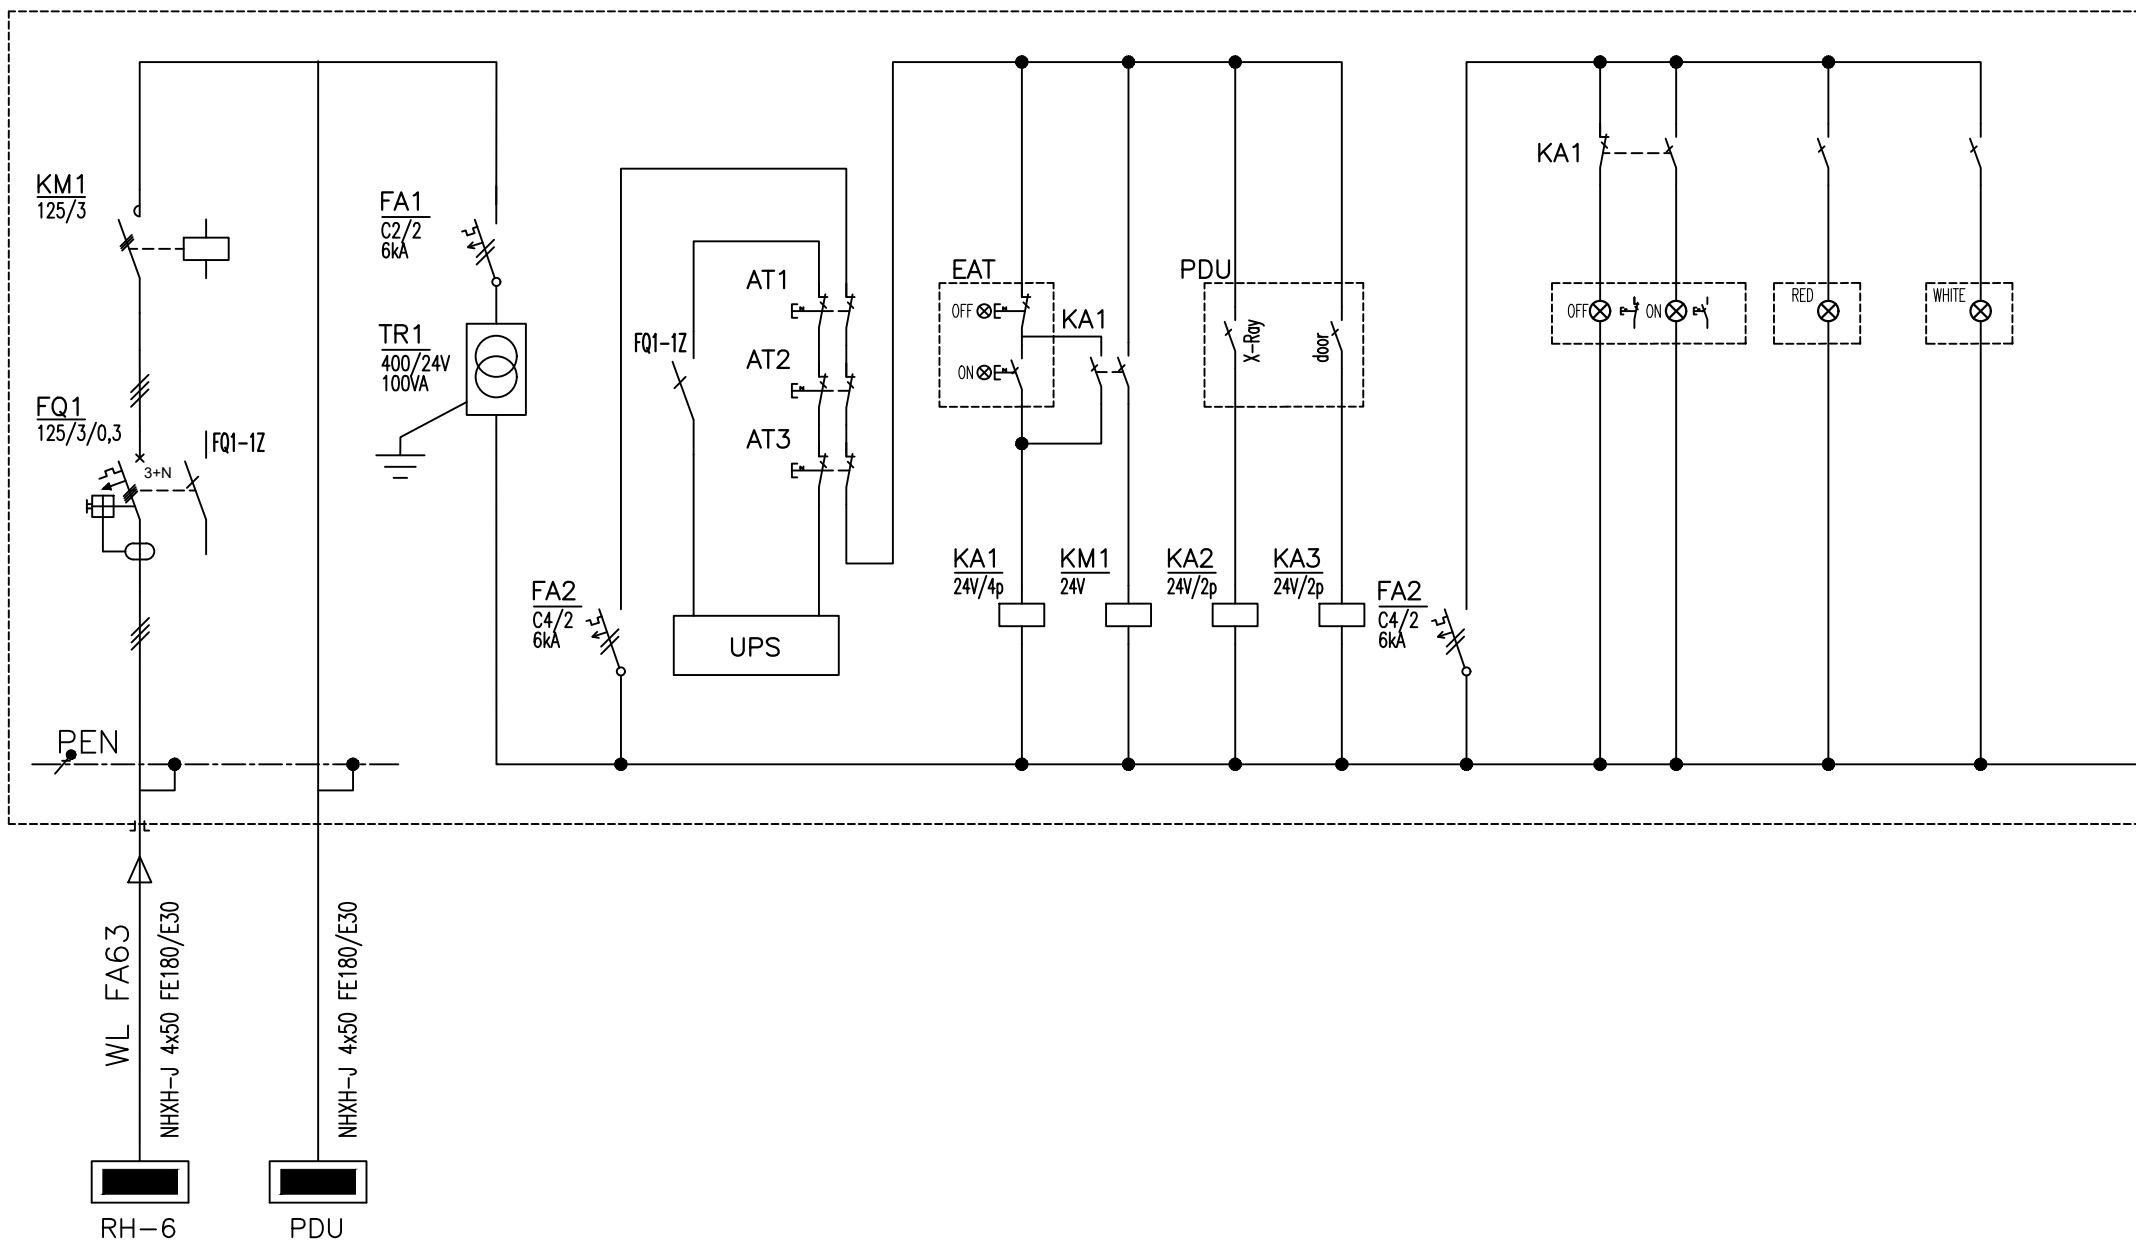 KM1
125/3
FA1
C2/2
6kA
TR1
400/24V
100VA
FQ1
125/3/0,3
3+N
FQ1-1Z
PEN
WL FA63
NHXH-J 4x50 FE180/E30
NHXH-J 4x50 FE180/E30
RH-6
PDU
FA2
C4/2
6kA
FQ1-1Z
AT1
AT2
AT3
UPS
EAT
OFF
ON
KA1
PDU
X-Ray
door
KA1
24V/4p
KM1
24V
KA2
24V/2p
KA3
24V/2p
FA2
C4/2
6kA
KA1
OFF
ON
RED
WHITE